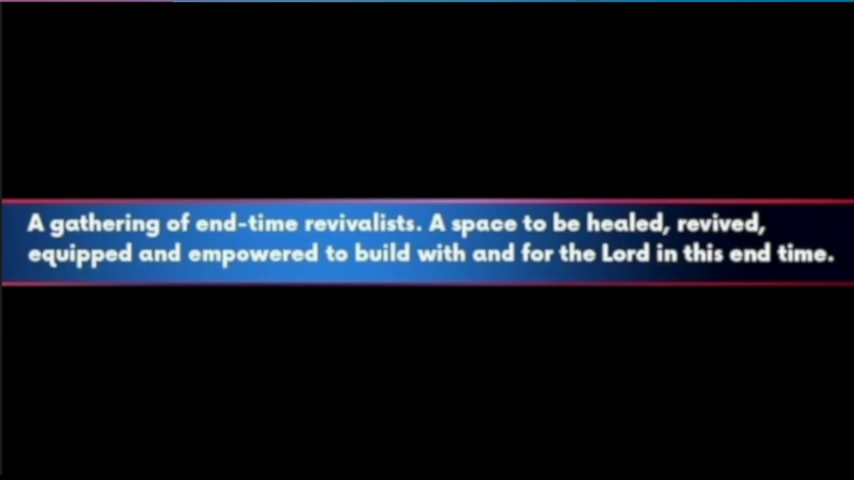 A gathering of end-time revivalists. A space to be healed, revived,
equipped and empowered to build with and for the Lord in this end time.